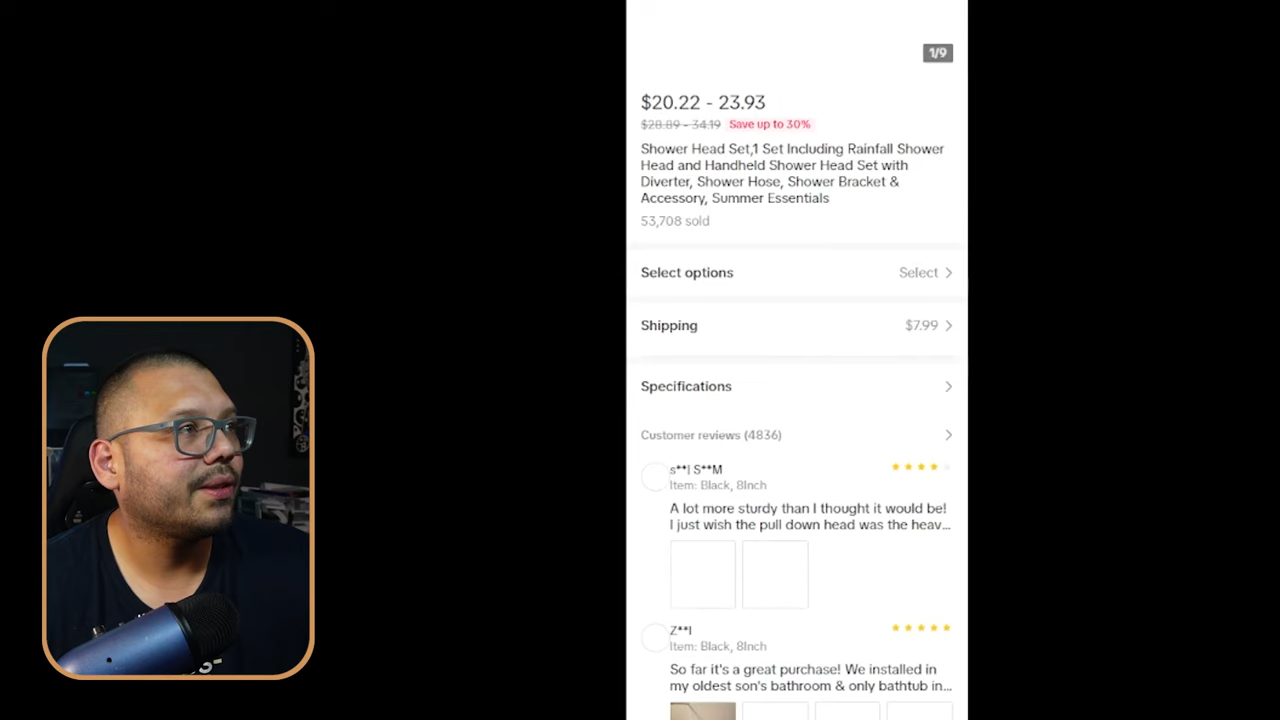 1/9
$20.22 - 23.93
$28.89 - 34.19 Save up to 30%
Shower Head Set,1 Set Including Rainfall Shower
Head and Handheld Shower Head Set with
Diverter, Shower Hose, Shower Bracket &
Accessory, Summer Essentials
53,708 sold
Select options Select
Shipping $7.99
Specifications
Customer reviews (4836)
s**l S**M
Item: Black, 8Inch
A lot more sturdy than I thought it would be!
I just wish the pull down head was the heav...
Z**l
Item: Black, 8Inch
So far it's a great purchase! We installed in
my oldest son's bathroom & only bathtub in...